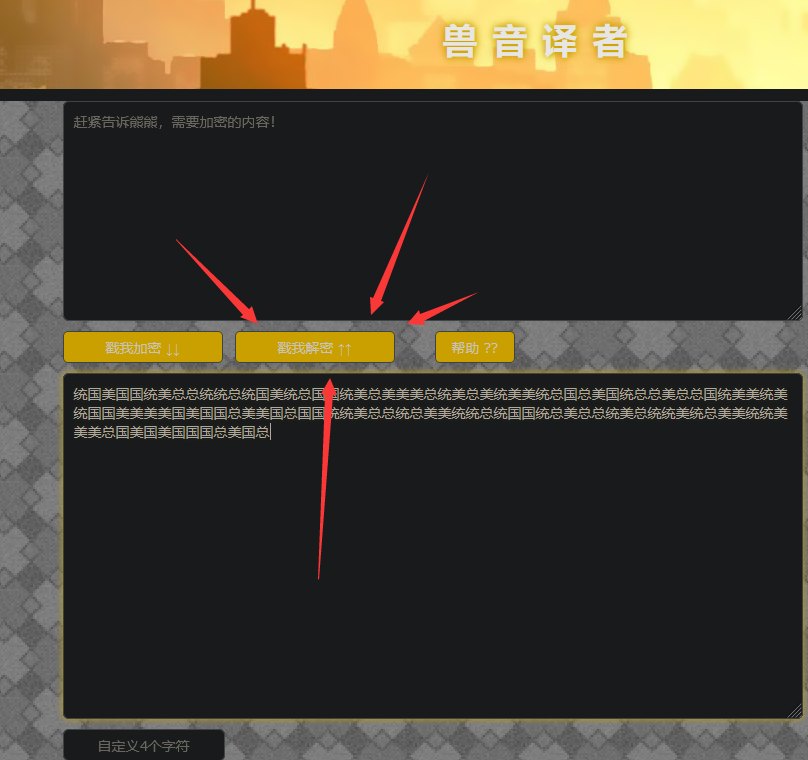 兽音译者
赶紧告诉熊熊，需要加密的内容！
戳我加密 ↓↓
戳我解密 ↑↑
帮助 ??
统国美国国统美总总统统总统国美统总国国统美总美美美总统美总美统美美统总国总美国统总总美总总国统美美统美
统国国美美美美国美国国总美美国总国国统统美总总统总美美统统总统国国统总美总总统美总统统美统总美美统统美
美美总国美国美国国国总美国总
自定义4个字符